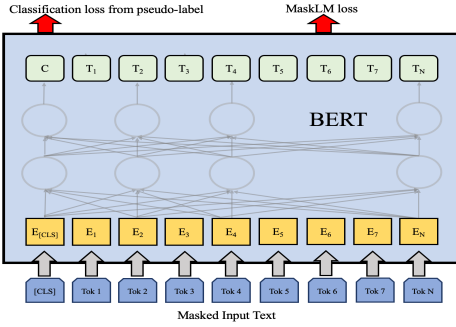 Classification loss from pseudo-label MaskLM loss
C T1 T2 T3 T4 T5 T6 T7 TN
BERT
E[CLS] E1 E2 E3 E4 E5 E6 E7 EN
[CLS] Tok 1 Tok 2 Tok 3 Tok 4 Tok 5 Tok 6 Tok 7 Tok N
Masked Input Text